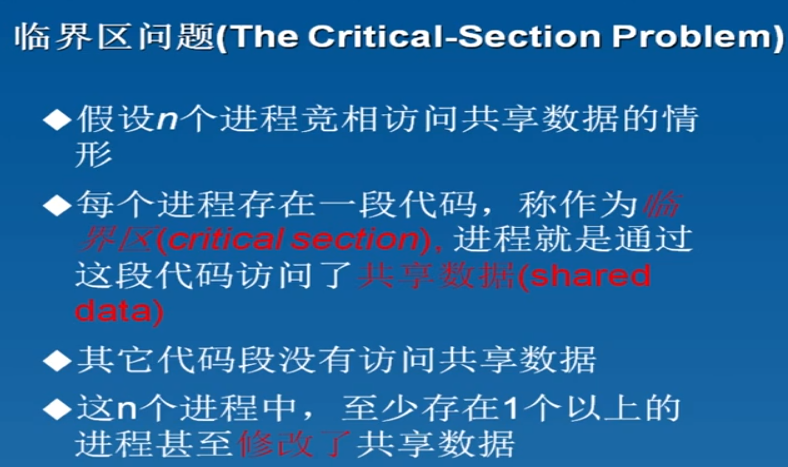 临界区问题(The Critical-Section Problem)
◆假设n个进程竞相访问共享数据的情
形
◆每个进程存在一段代码，称作为临
界区(critical section), 进程就是通过
这段代码访问了共享数据(shared
data)
◆其它代码段没有访问共享数据
◆这n个进程中，至少存在1个以上的
进程甚至修改了共享数据